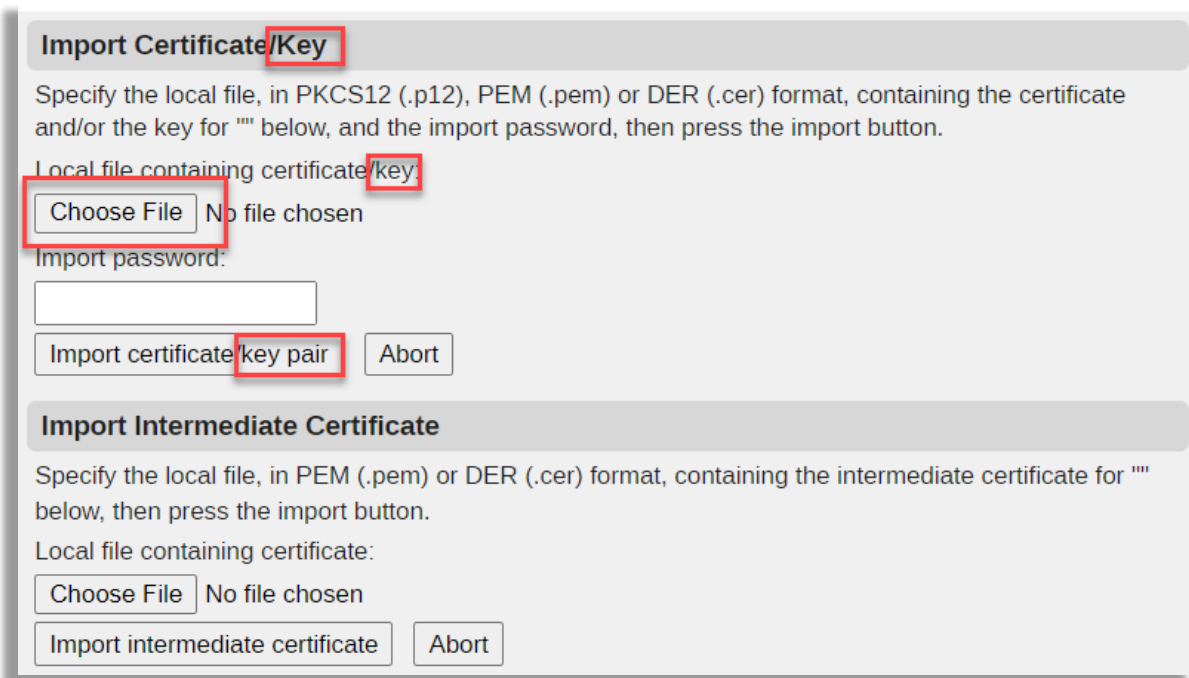 Import Certificate/Key
Specify the local file, in PKCS12 (.p12), PEM (.pem) or DER (.cer) format, containing the certificate
and/or the key for "" below, and the import password, then press the import button.
Local file containing certificate/key:
Choose File No file chosen
Import password:
Import certificate/key pair Abort
Import Intermediate Certificate
Specify the local file, in PEM (.pem) or DER (.cer) format, containing the intermediate certificate for ""
below, then press the import button.
Local file containing certificate:
Choose File No file chosen
Import intermediate certificate Abort